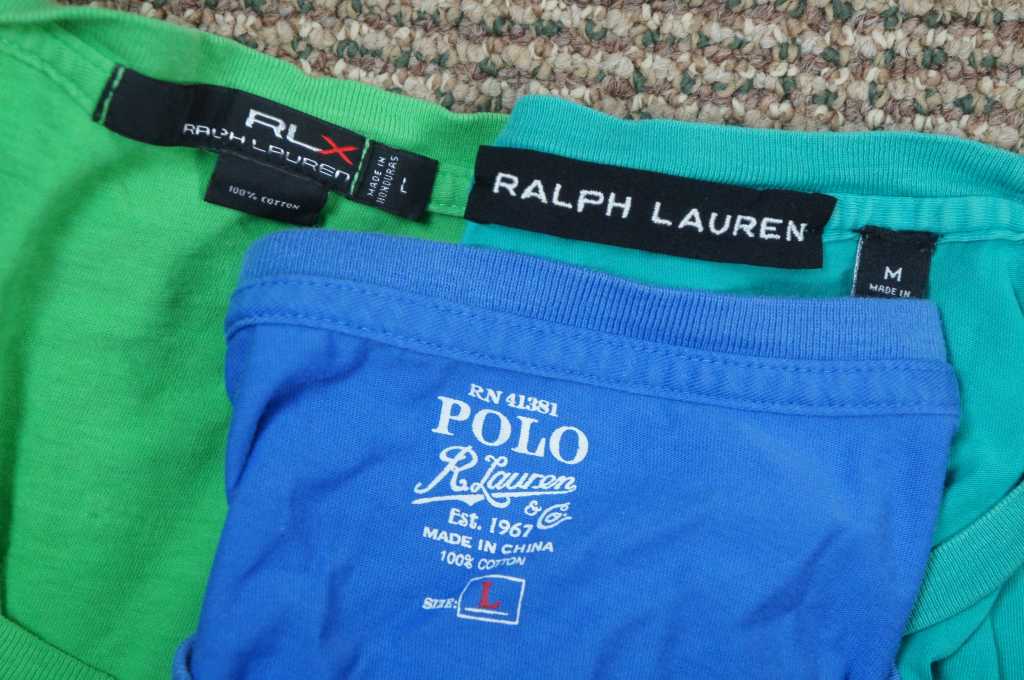 RLX
RALPH LAUREN
100% COTTON
MADE IN
HONDURAS
L
RALPH LAUREN
M
MADE IN
RN 41381
POLO
R. Lauren
& Co.
Est. 1967
MADE IN CHINA
100% COTTON
SIZE: L